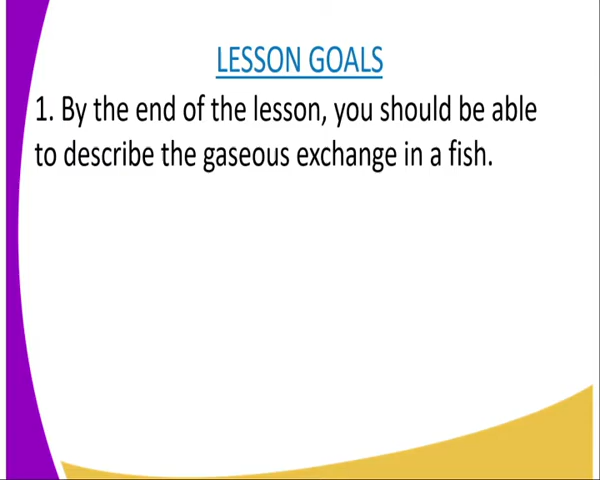 LESSON GOALS
1. By the end of the lesson, you should be able
to describe the gaseous exchange in a fish.